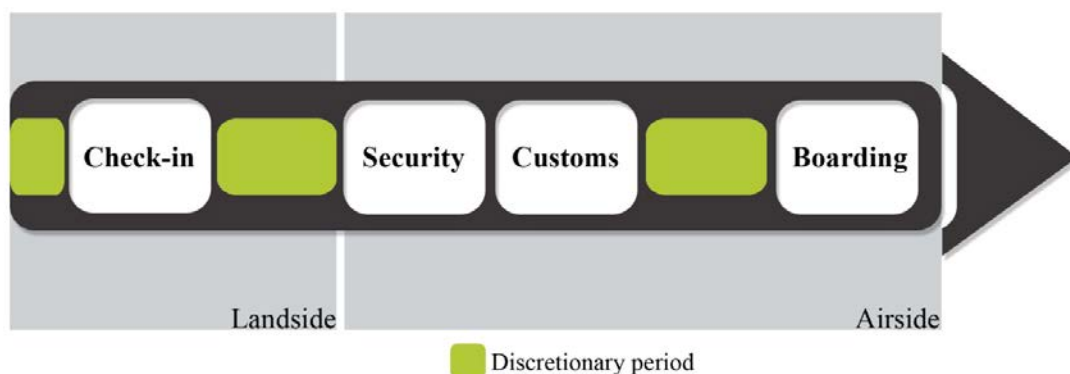 Check-in
Security
Customs
Boarding
Landside
Airside
Discretionary period